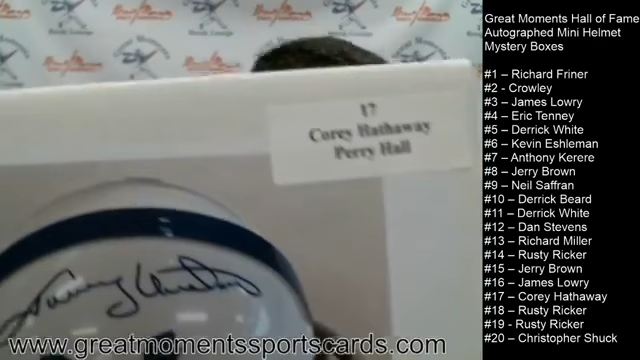 Great Moments Hall of Fame
Autographed Mini Helmet
Mystery Boxes
#1 – Richard Friner
#2 - Crowley
#3 – James Lowry
#4 – Eric Tenney
#5 – Derrick White
#6 – Kevin Eshleman
#7 – Anthony Kerere
#8 – Jerry Brown
#9 – Neil Saffran
#10 – Derrick Beard
#11 – Derrick White
#12 – Dan Stevens
#13 – Richard Miller
#14 – Rusty Ricker
#15 – Jerry Brown
#16 – James Lowry
#17 – Corey Hathaway
#18 – Rusty Ricker
#19 - Rusty Ricker
#20 – Christopher Shuck
17
Corey Hathaway
Perry Hall
www.greatmomentssportscards.com